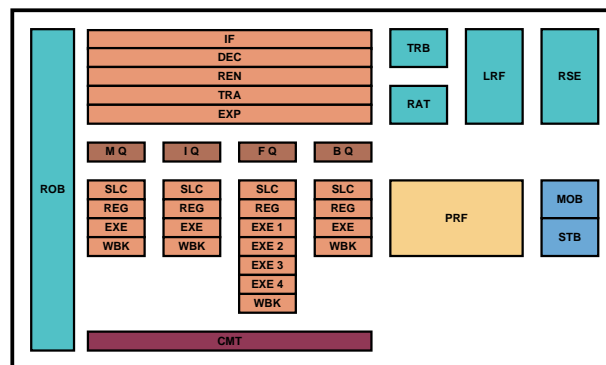 ROB
IF
DEC
REN
TRA
EXP
TRB
RAT
LRF
RSE
M Q
I Q
F Q
B Q
SLC
REG
EXE
WBK
SLC
REG
EXE
WBK
SLC
REG
EXE 1
EXE 2
EXE 3
EXE 4
WBK
SLC
REG
EXE
WBK
PRF
MOB
STB
CMT